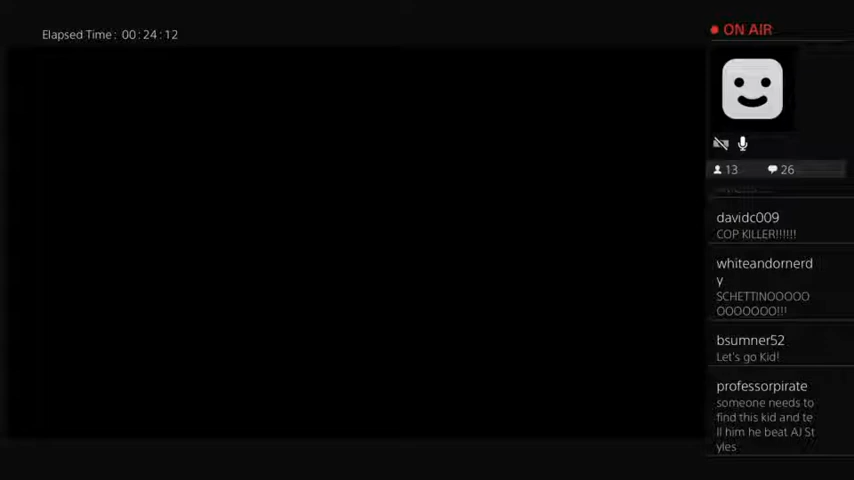 Elapsed Time: 00:24:12
ON AIR
13 26
davidc009
COP KILLER!!!!!!
whiteandornerd
y
SCHETTINOOOOO
OOOOOOO!!!
bsumner52
Let's go Kid!
professorpirate
someone needs to
find this kid and te
ll him he beat AJ St
yles